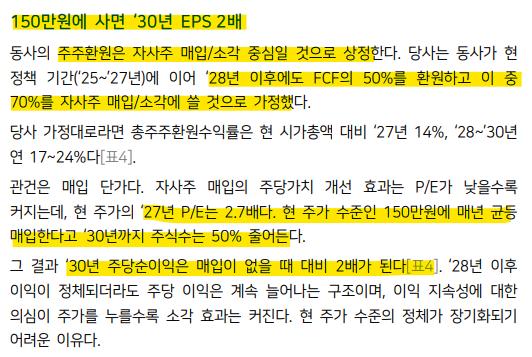 150만원에 사면 ‘30년 EPS 2배
동사의 주주환원은 자사주 매입/소각 중심일 것으로 상정한다. 당사는 동사가 현
정책 기간(‘25~’27년)에 이어 ‘28년 이후에도 FCF의 50%를 환원하고 이 중
70%를 자사주 매입/소각에 쓸 것으로 가정했다.
당사 가정대로라면 총주주환원수익률은 현 시가총액 대비 ‘27년 14%, ‘28~’30년
연 17~24%다[표4].
관건은 매입 단가다. 자사주 매입의 주당가치 개선 효과는 P/E가 낮을수록
커지는데, 현 주가의 ‘27년 P/E는 2.7배다. 현 주가 수준인 150만원에 매년 균등
매입한다고 ‘30년까지 주식수는 50% 줄어든다.
그 결과 ‘30년 주당순이익은 매입이 없을 때 대비 2배가 된다[표4]. ‘28년 이후
이익이 정체되더라도 주당 이익은 계속 늘어나는 구조이며, 이익 지속성에 대한
의심이 주가를 누를수록 소각 효과는 커진다. 현 주가 수준의 정체가 장기화되기
어려운 이유다.